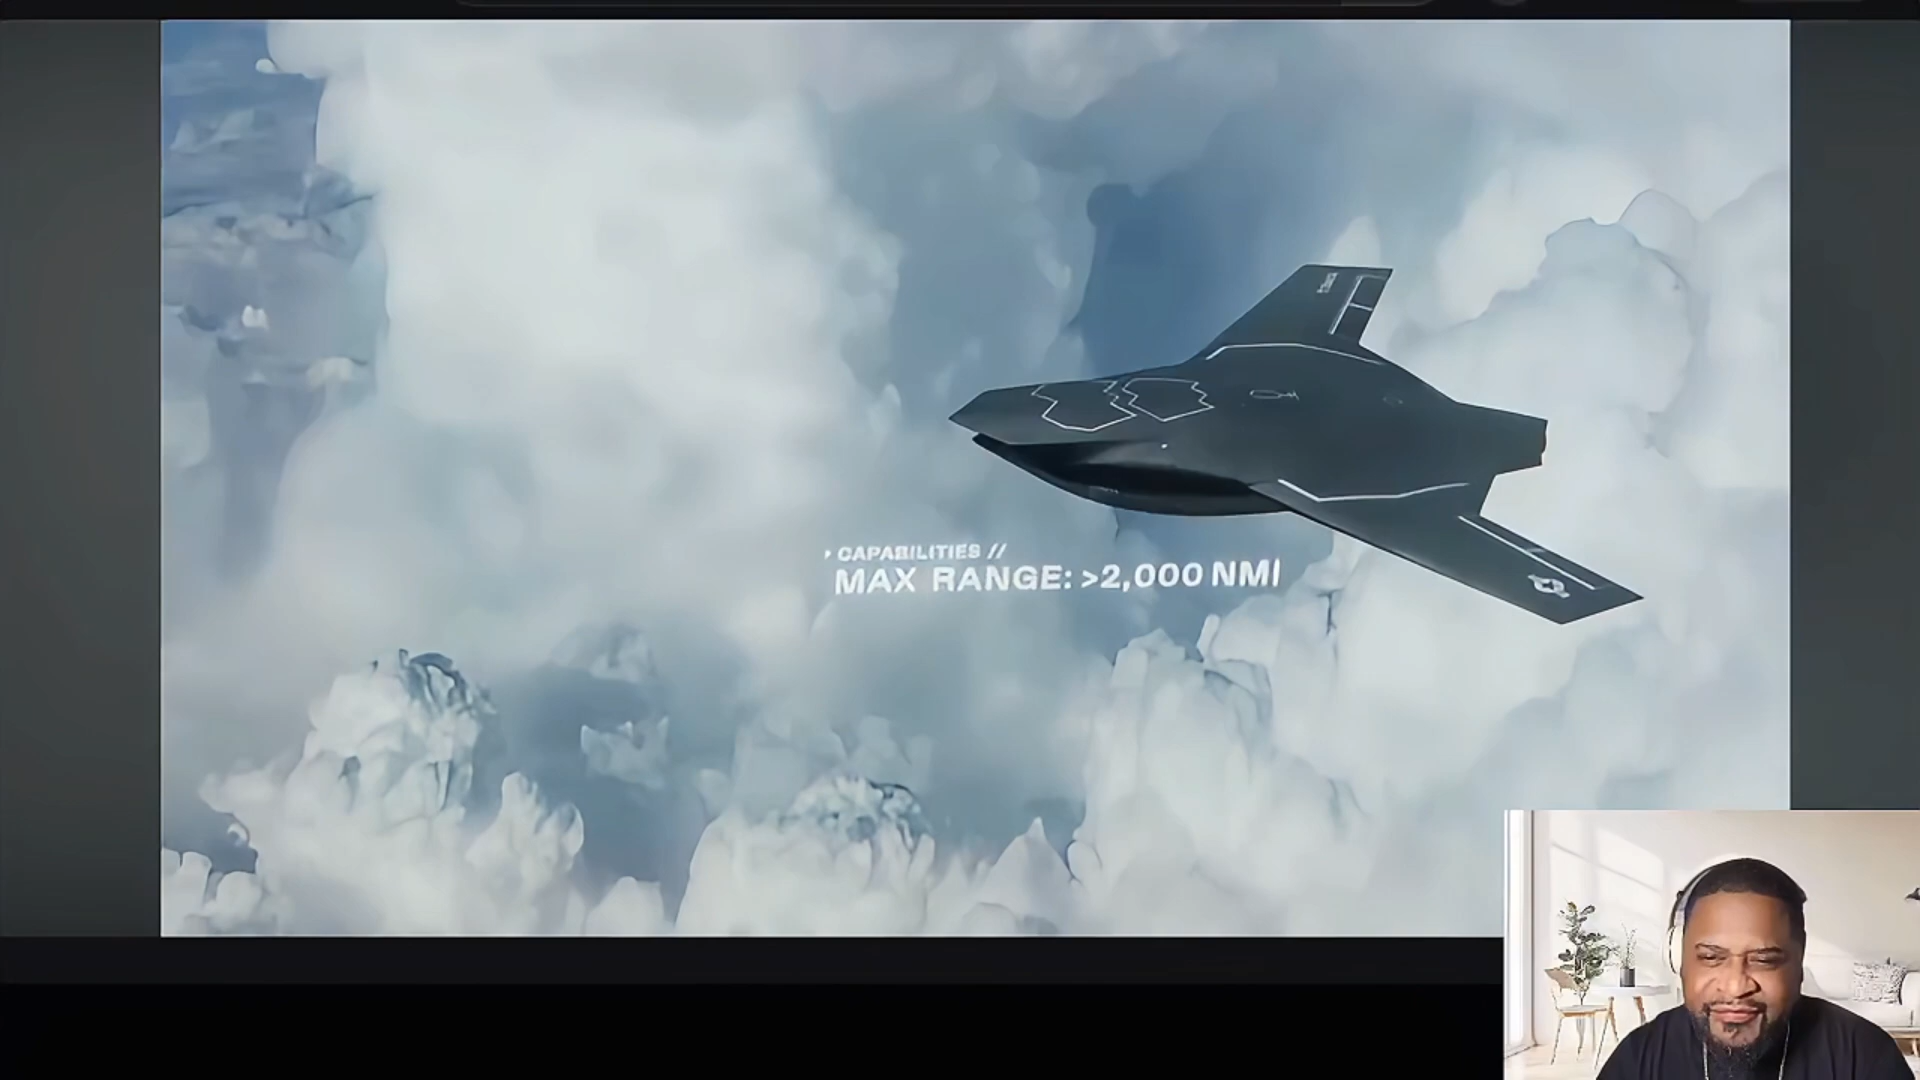 CAPABILITIES //
MAX RANGE: >2,000 NMI